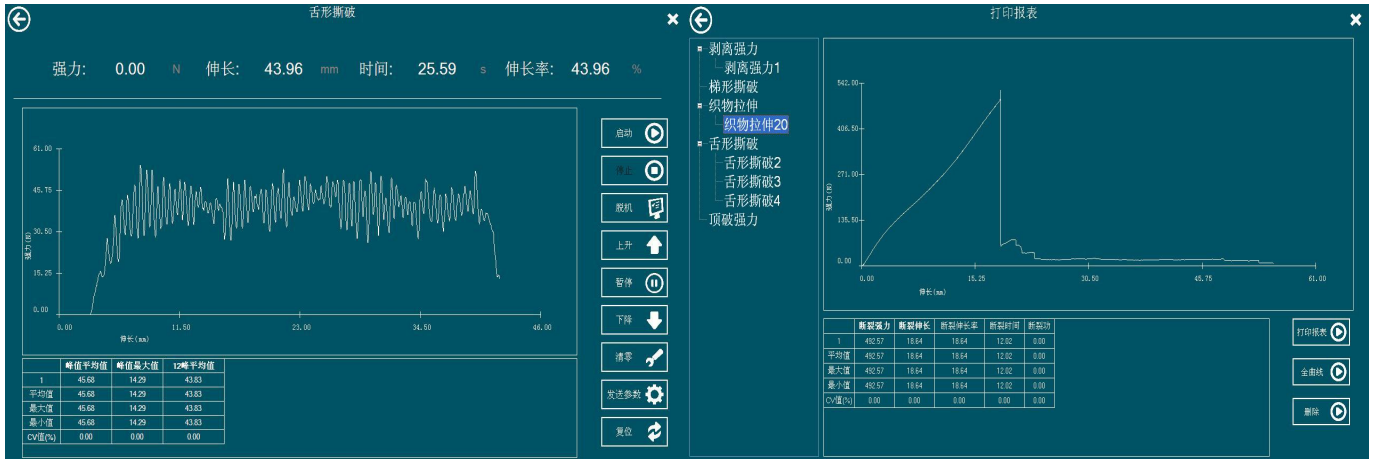 舌形撕破
强力: 0.00 N 伸长: 43.96 mm 时间: 25.59 s 伸长率: 43.96 %
61.00
45.75
30.50
15.25
0.00
强力(N)
0.00 11.50 23.00 34.50 46.00
伸长(mm)
启动
停止
脱机
上升
暂停
下降
清零
发送参数
复位
峰值平均值 峰值最大值 12峰平均值
1 45.68 14.29 43.83
平均值 45.68 14.29 43.83
最大值 45.68 14.29 43.83
最小值 45.68 14.29 43.83
CV值(%) 0.00 0.00 0.00
打印报表
剥离强力
剥离强力1
梯形撕破
织物拉伸
织物拉伸20
舌形撕破
舌形撕破2
舌形撕破3
舌形撕破4
顶破强力
542.00
406.50
271.00
135.50
0.00
强力(N)
0.00 15.25 30.50 45.75 61.00
伸长(mm)
断裂强力 断裂伸长 断裂伸长率 断裂时间 断裂功
1 492.57 18.64 18.64 12.02 0.00
平均值 492.57 18.64 18.64 12.02 0.00
最大值 492.57 18.64 18.64 12.02 0.00
最小值 492.57 18.64 18.64 12.02 0.00
CV值(%) 0.00 0.00 0.00 0.00 0.00
打印报表
全曲线
删除